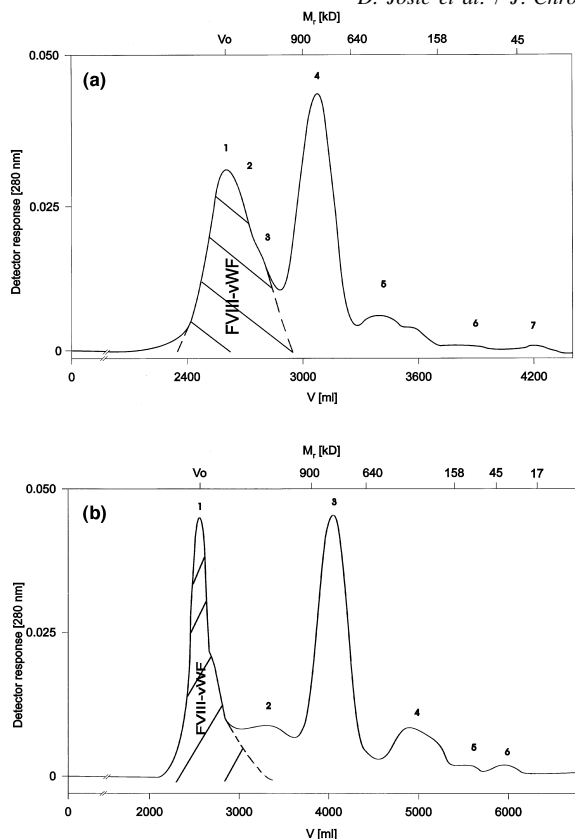 D. Josic et al. / J. Chro
Mr [kD]
Vo 900 640 158 45
0.050
(a)
4
1
2
3
0.025
Detector response [280 nm]
FVIII-vWF
5
6
7
0
0 2400 3000 3600 4200
V [ml]
Mr [kD]
Vo 900 640 158 45 17
0.050
(b)
1
3
0.025
Detector response [280 nm]
FVIII-vWF
2
4
5
6
0
0 2000 3000 4000 5000 6000
V [ml]